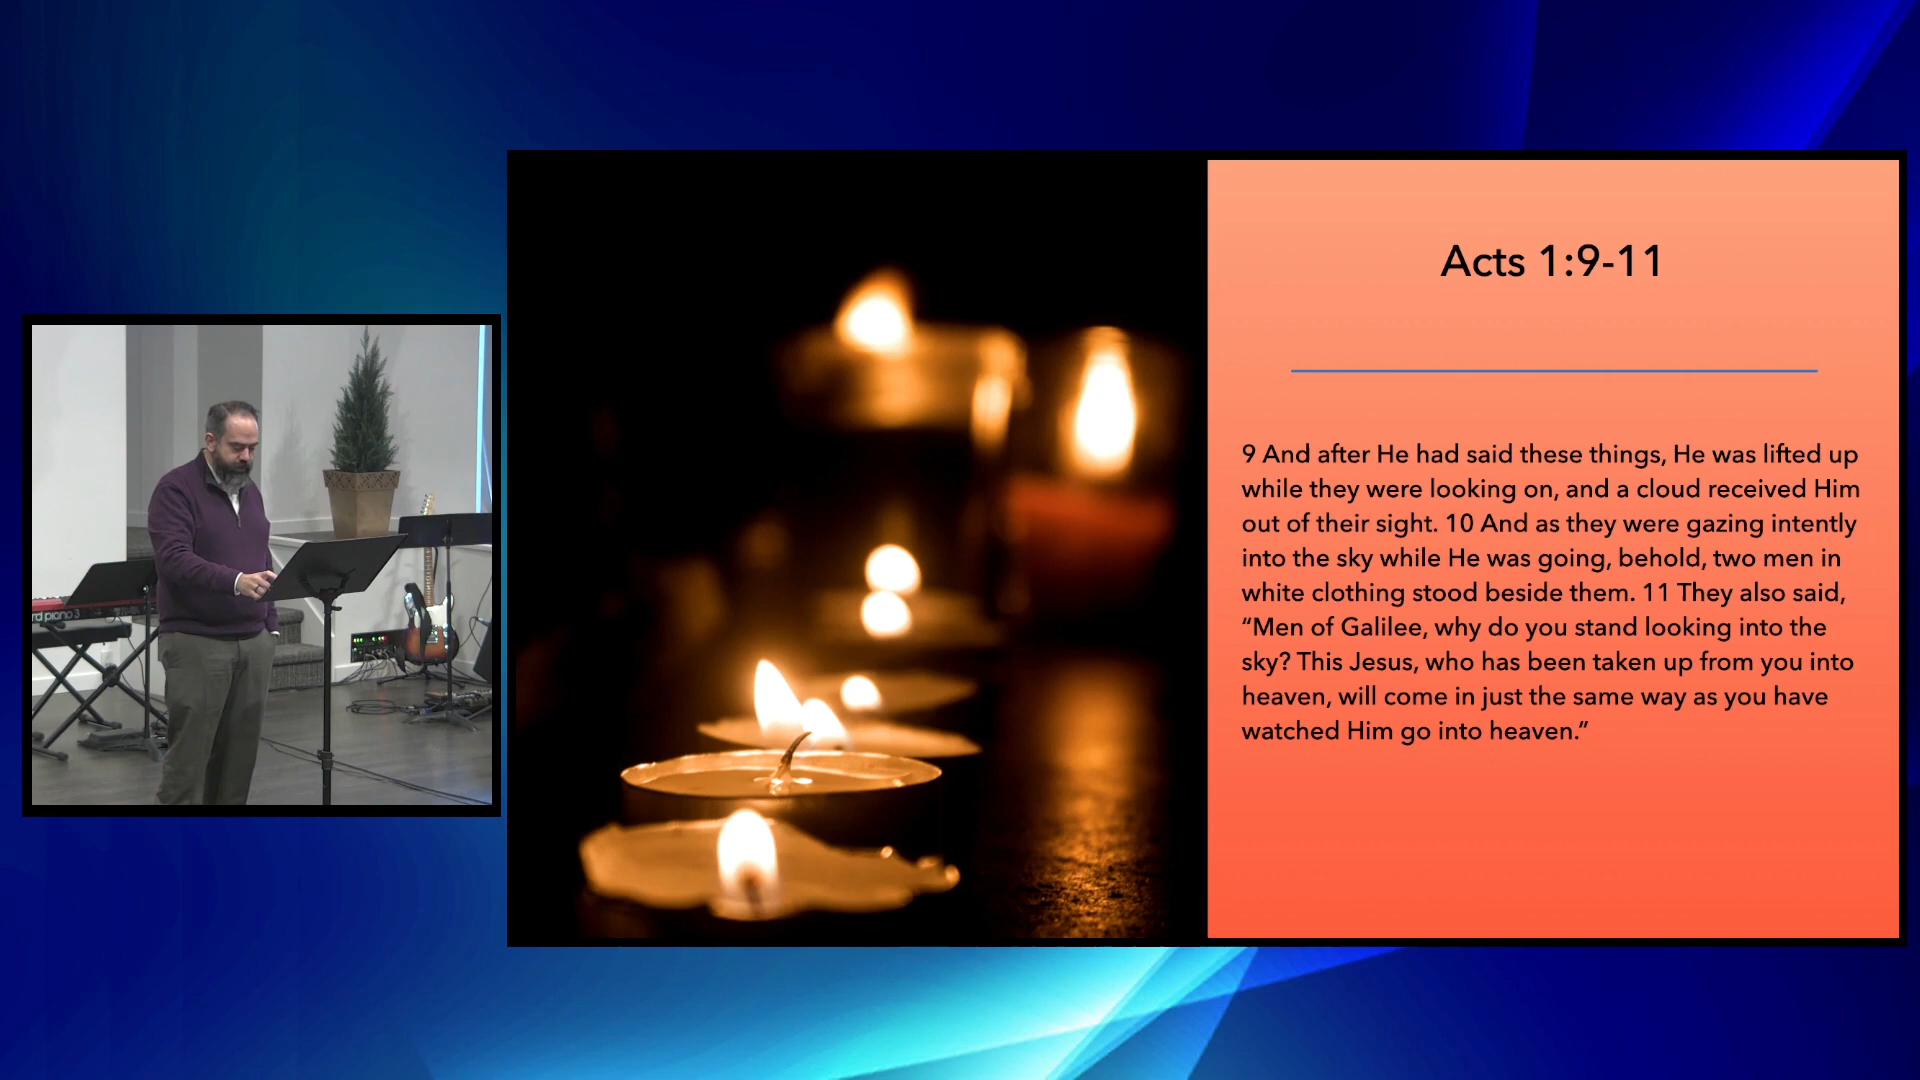 Acts 1:9-11
9 And after He had said these things, He was lifted up
while they were looking on, and a cloud received Him
out of their sight. 10 And as they were gazing intently
into the sky while He was going, behold, two men in
white clothing stood beside them. 11 They also said,
“Men of Galilee, why do you stand looking into the
sky? This Jesus, who has been taken up from you into
heaven, will come in just the same way as you have
watched Him go into heaven.”
rd piano 3